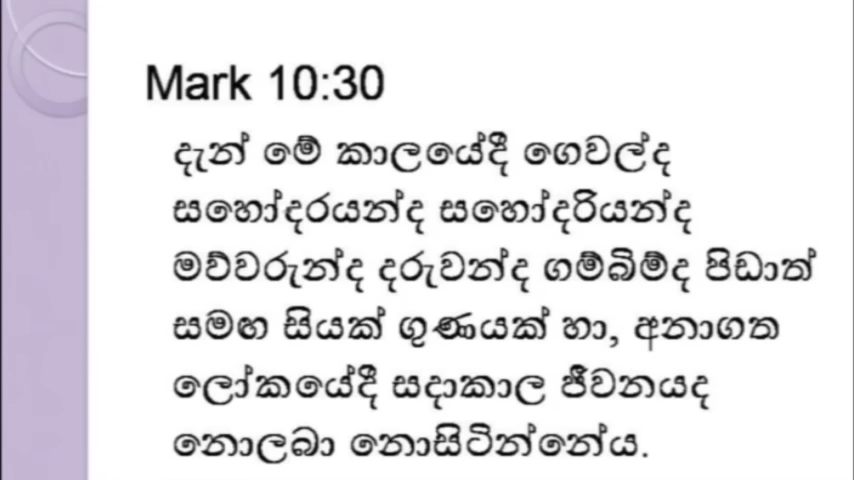 Mark 10:30
දැන් මේ කාලයේදී ගෙවල්ද
සහෝදරයන්ද සහෝදරියන්ද
මව්වරුන්ද දරුවන්ද ගම්බිම්ද පිඩාත්
සමඟ සියක් ගුණයක් හා, අනාගත
ලෝකයේදී සදාකාල ජීවනයද
නොලබා නොසිටින්නේය.